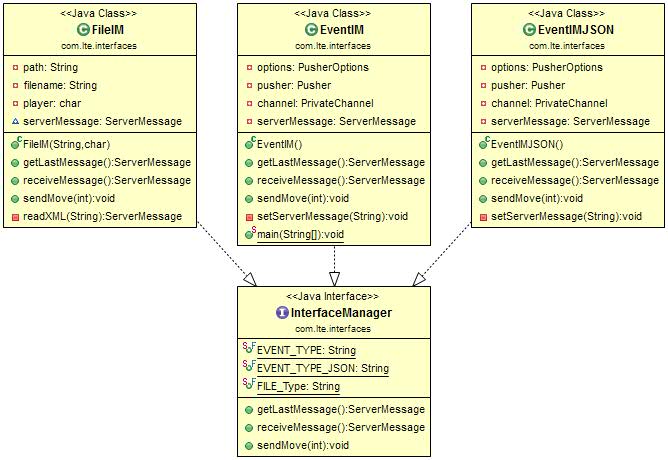 <<Java Class>>
FileIM
com.lte.interfaces
path: String
filename: String
player: char
serverMessage: ServerMessage
FileIM(String,char)
getLastMessage():ServerMessage
receiveMessage():ServerMessage
sendMove(int):void
readXML(String):ServerMessage
<<Java Class>>
EventIM
com.lte.interfaces
options: PusherOptions
pusher: Pusher
channel: PrivateChannel
serverMessage: ServerMessage
EventIM()
getLastMessage():ServerMessage
receiveMessage():ServerMessage
sendMove(int):void
setServerMessage(String):void
main(String[]):void
<<Java Class>>
EventIMJSON
com.lte.interfaces
options: PusherOptions
pusher: Pusher
channel: PrivateChannel
serverMessage: ServerMessage
EventIMJSON()
getLastMessage():ServerMessage
receiveMessage():ServerMessage
sendMove(int):void
setServerMessage(String):void
<<Java Interface>>
InterfaceManager
com.lte.interfaces
EVENT_TYPE: String
EVENT_TYPE_JSON: String
FILE_Type: String
getLastMessage():ServerMessage
receiveMessage():ServerMessage
sendMove(int):void